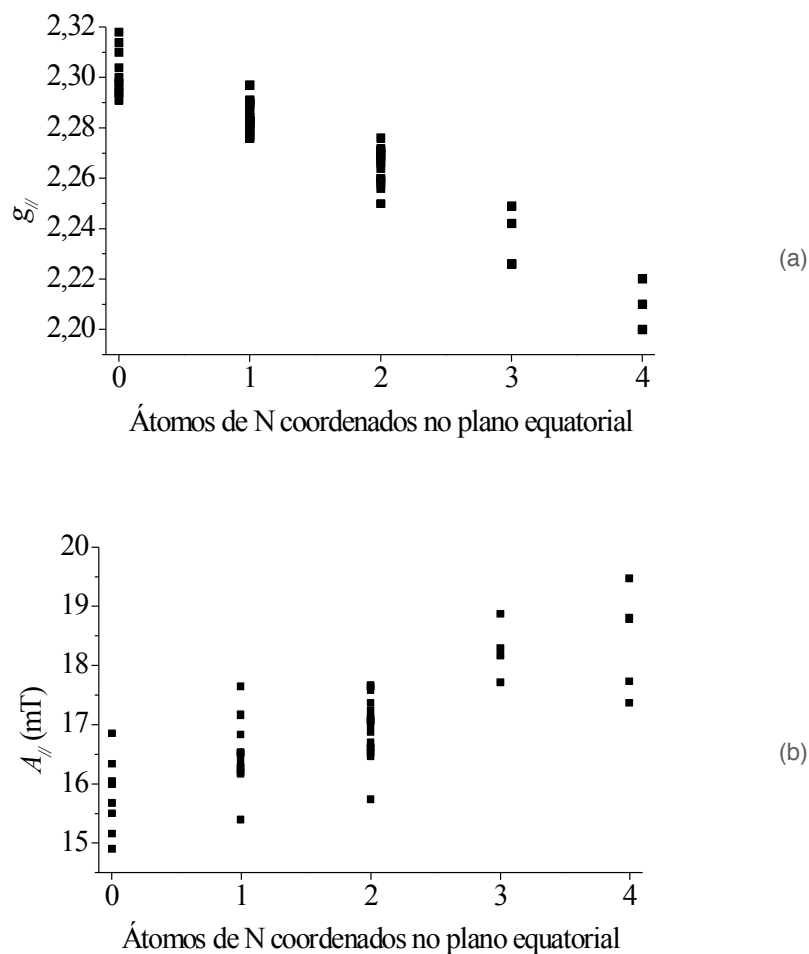 2,32
2,30
2,28
2,26
2,24
2,22
2,20
g//
0 1 2 3 4
Átomos de N coordenados no plano equatorial
(a)
20
19
18
17
16
15
A// (mT)
0 1 2 3 4
Átomos de N coordenados no plano equatorial
(b)